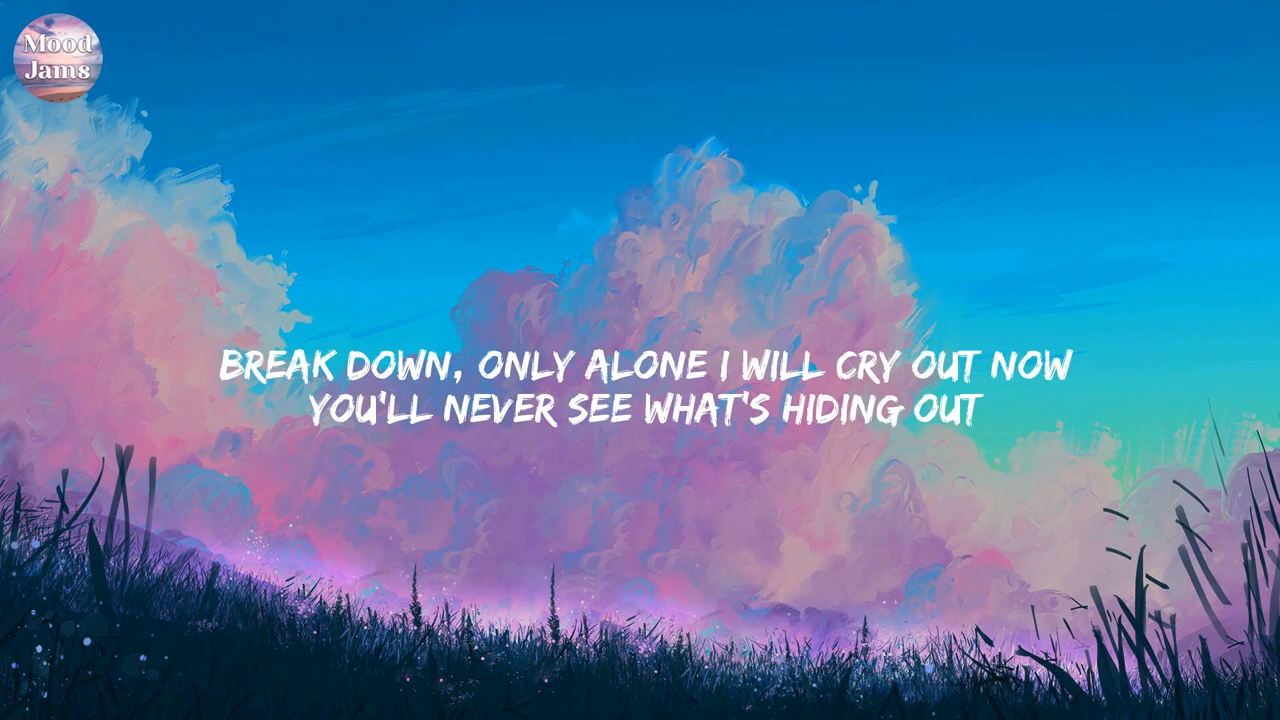 Mood
Jams
BREAK DOWN, ONLY ALONE I WILL CRY OUT NOW
YOU'LL NEVER SEE WHAT'S HIDING OUT